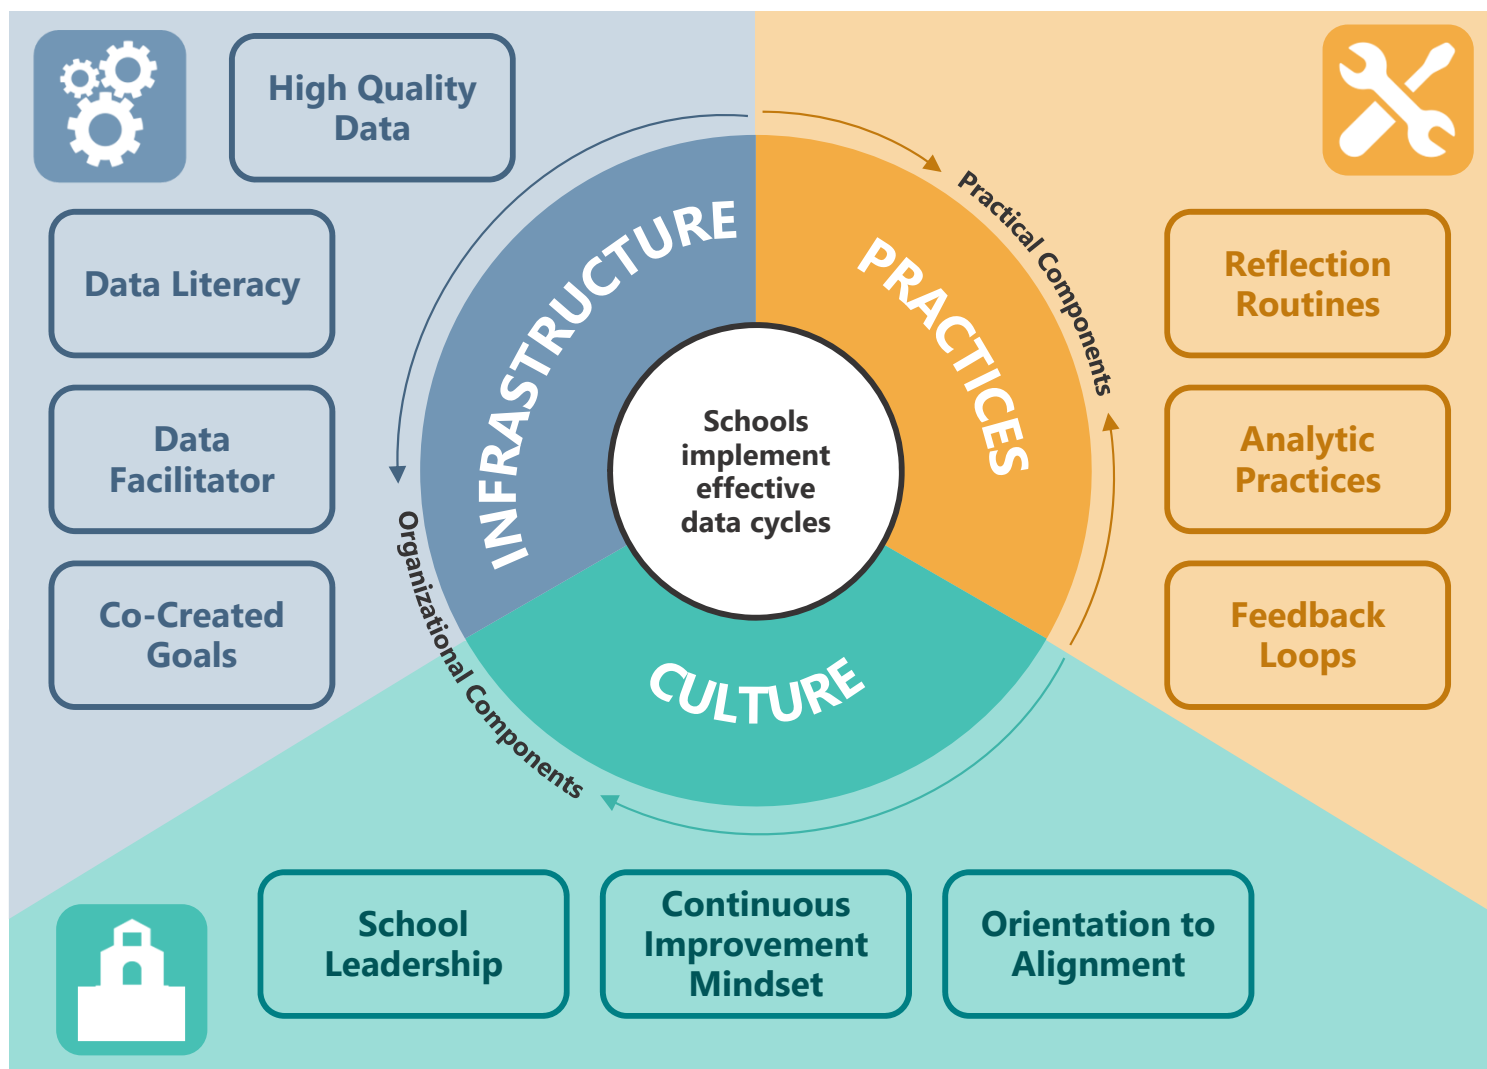 High Quality
Data
Data Literacy
Data
Facilitator
Co-Created
Goals
INFRASTRUCTURE
Organizational Components
PRACTICES
Practical Components
Reflection
Routines
Analytic
Practices
Feedback
Loops
Schools
implement
effective
data cycles
CULTURE
School
Leadership
Continuous
Improvement
Mindset
Orientation to
Alignment